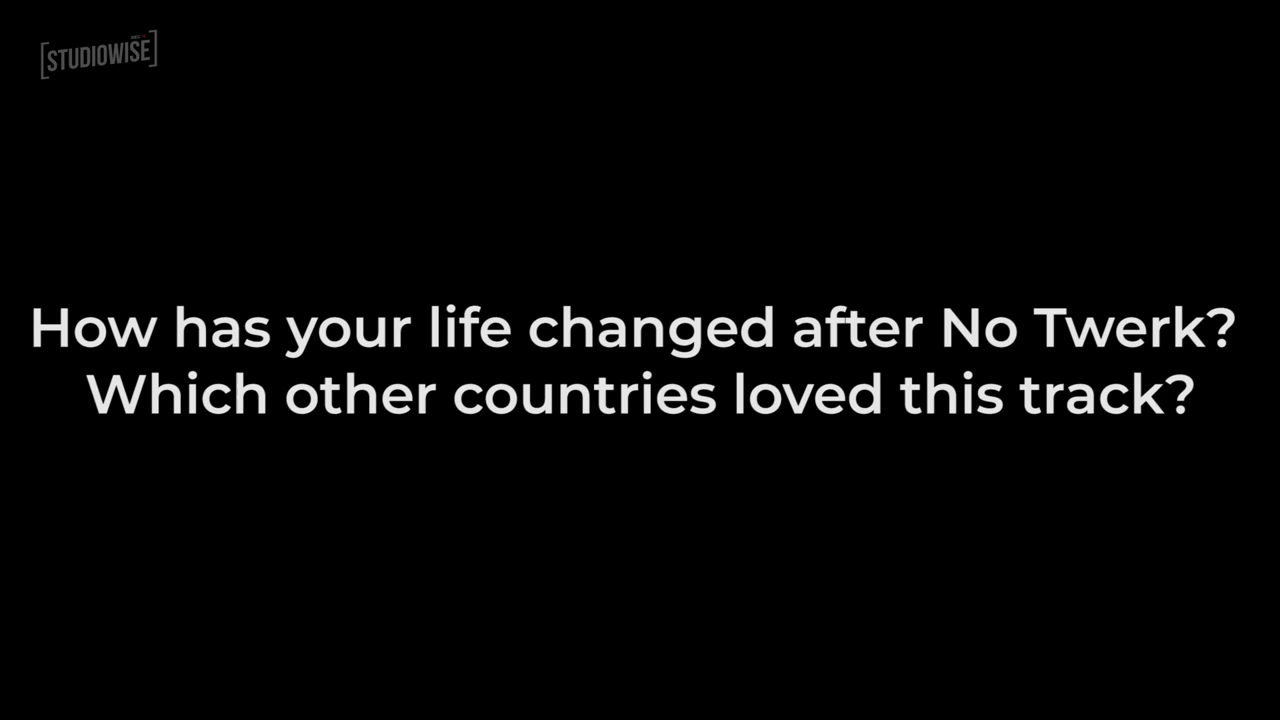 [STUDIOWISE]
How has your life changed after No Twerk?
Which other countries loved this track?